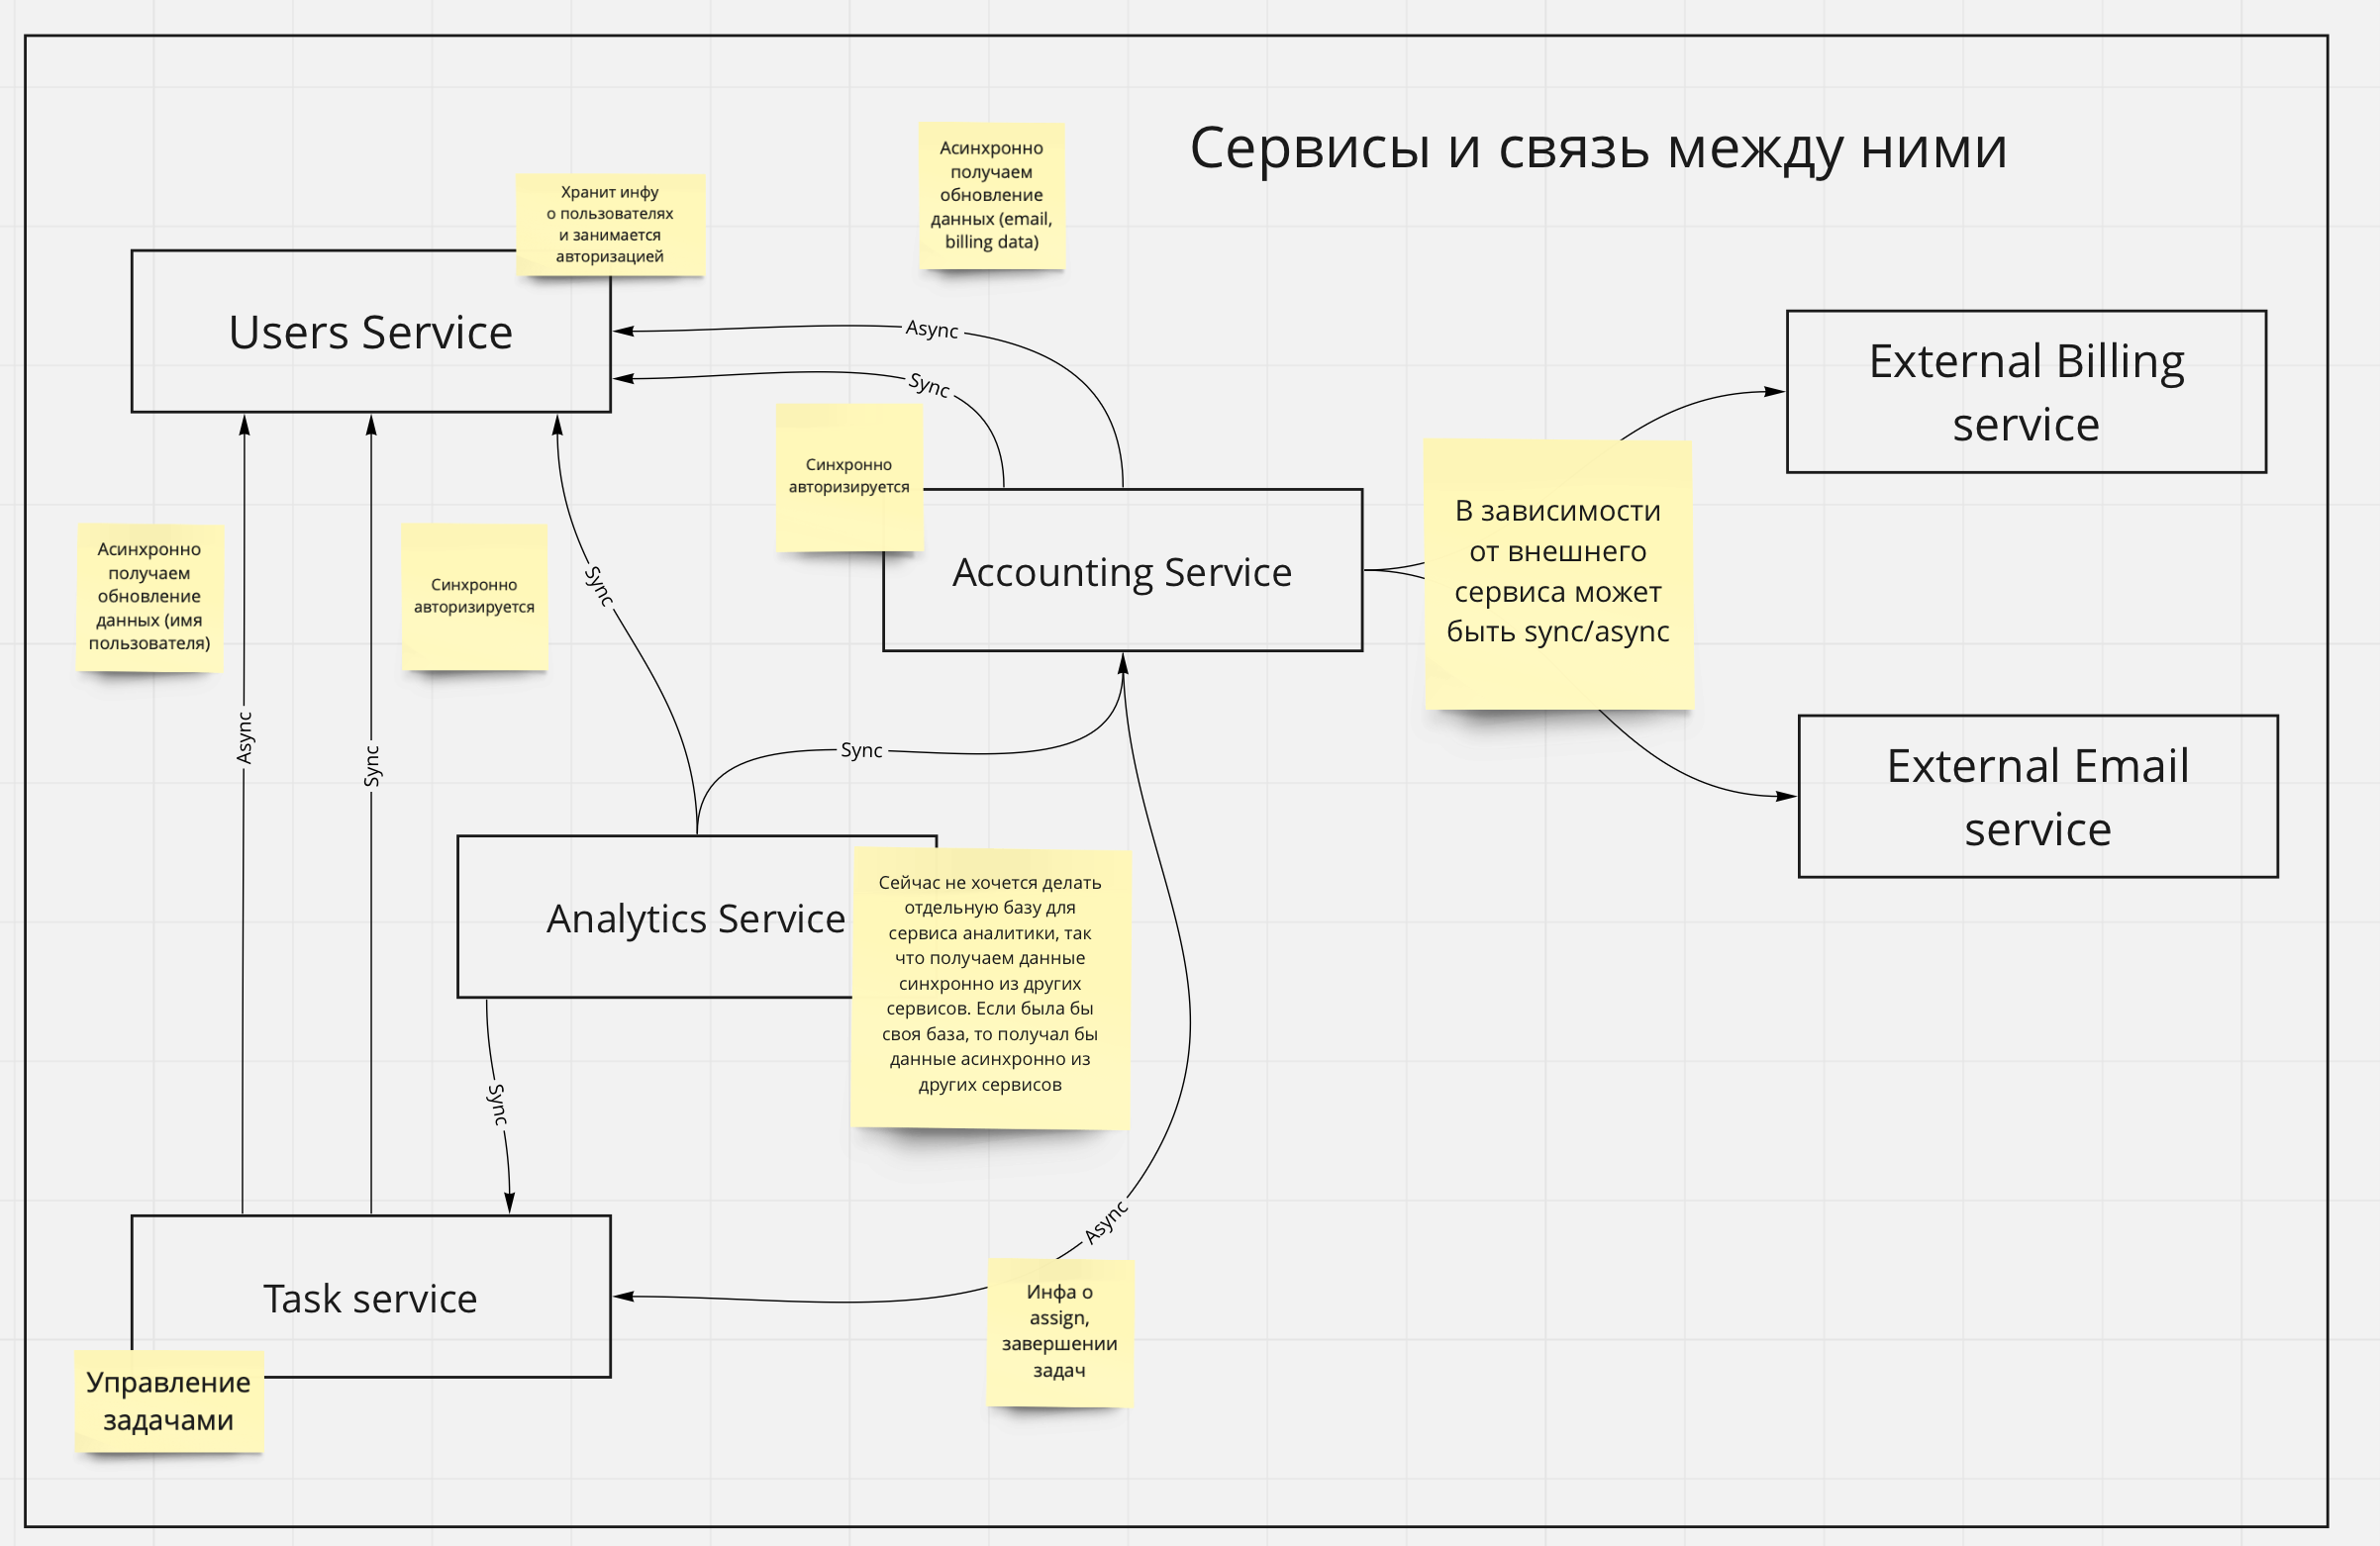 Сервисы и связь между ними
Асинхронно
получаем
обновление
данных (email,
billing data)
Хранит инфу
о пользователях
и занимается
авторизацией
Users Service
Async
Sync
External Billing
service
Синхронно
авторизируется
Accounting Service
В зависимости
от внешнего
сервиса может
быть sync/async
Асинхронно
получаем
обновление
данных (имя
пользователя)
Синхронно
авторизируется
Sync
Async
Sync
Sync
External Email
service
Analytics Service
Сейчас не хочется делать
отдельную базу для
сервиса аналитики, так
что получаем данные
синхронно из других
сервисов. Если была бы
своя база, то получал бы
данные асинхронно из
других сервисов
Sync
Async
Task service
Инфа о
assign,
завершении
задач
Управление
задачами